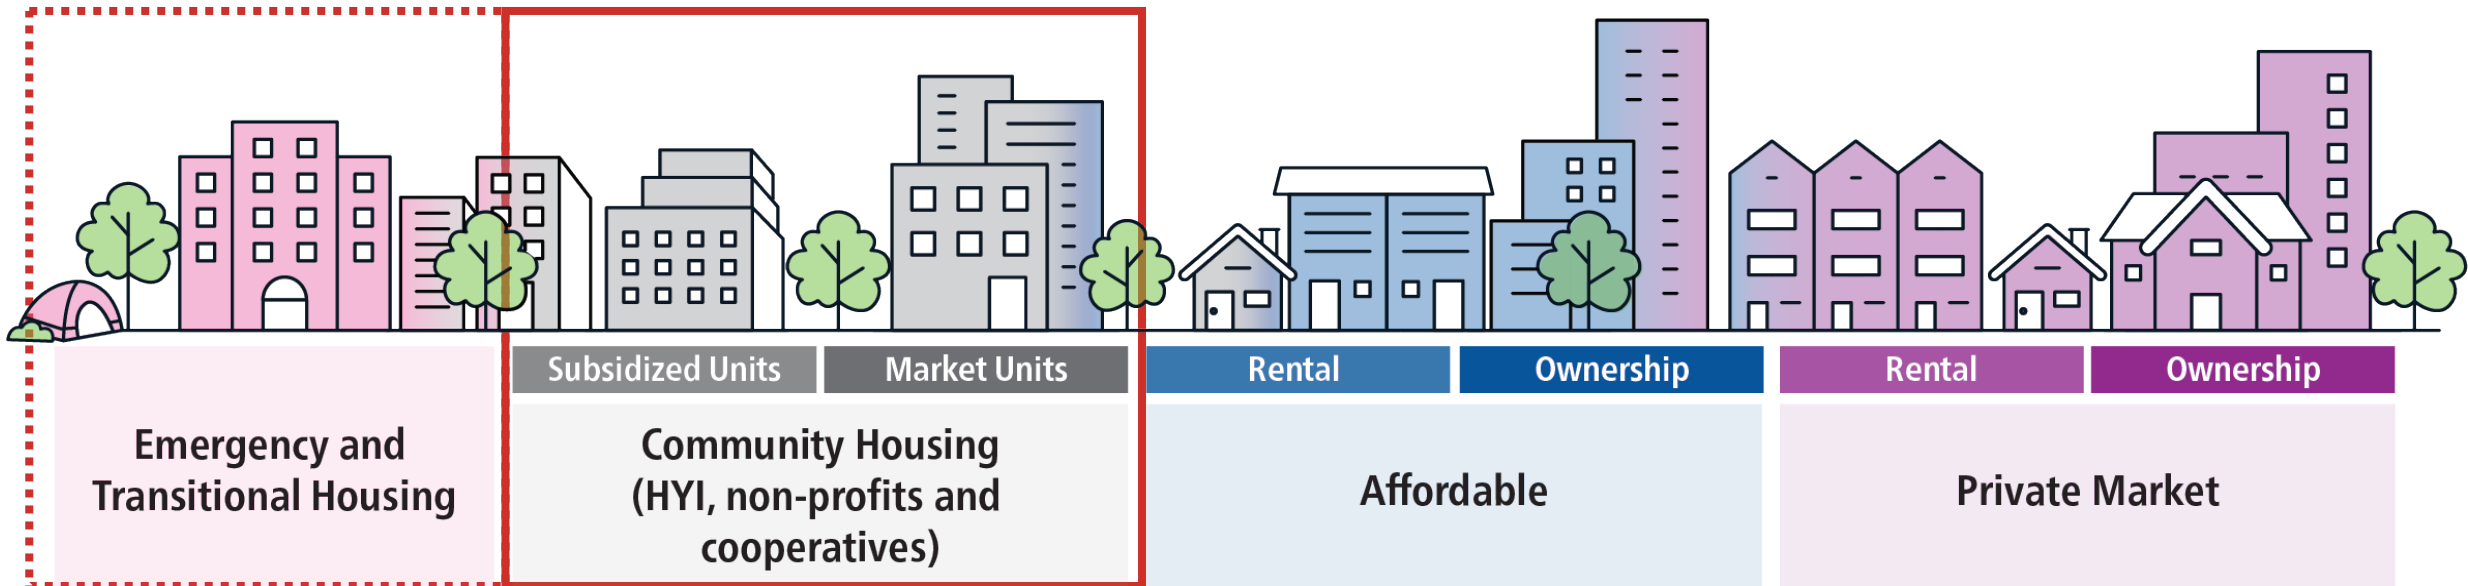 Subsidized Units
Market Units
Rental
Ownership
Rental
Ownership
Emergency and
Transitional Housing
Community Housing
(HYI, non-profits and
cooperatives)
Affordable
Private Market